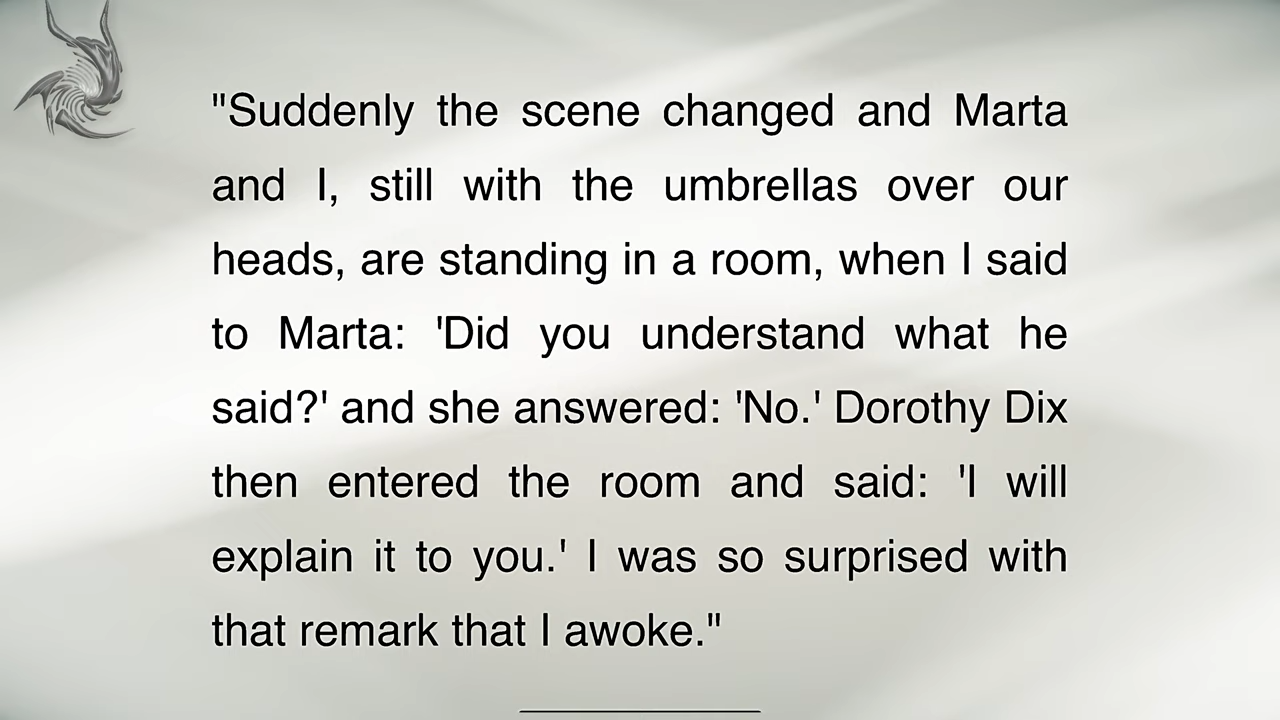 "Suddenly the scene changed and Marta
and I, still with the umbrellas over our
heads, are standing in a room, when I said
to Marta: 'Did you understand what he
said?' and she answered: 'No.' Dorothy Dix
then entered the room and said: 'I will
explain it to you.' I was so surprised with
that remark that I awoke."